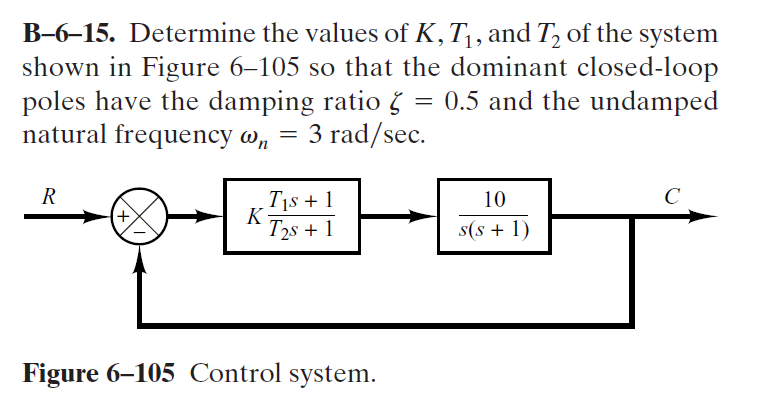 B–6–15. Determine the values of K, T₁, and T₂ of the system
shown in Figure 6–105 so that the dominant closed-loop
poles have the damping ratio ζ = 0.5 and the undamped
natural frequency ωₙ = 3 rad/sec.
R
+
−
K (T₁s + 1)/(T₂s + 1)
10/(s(s + 1))
C
Figure 6–105 Control system.